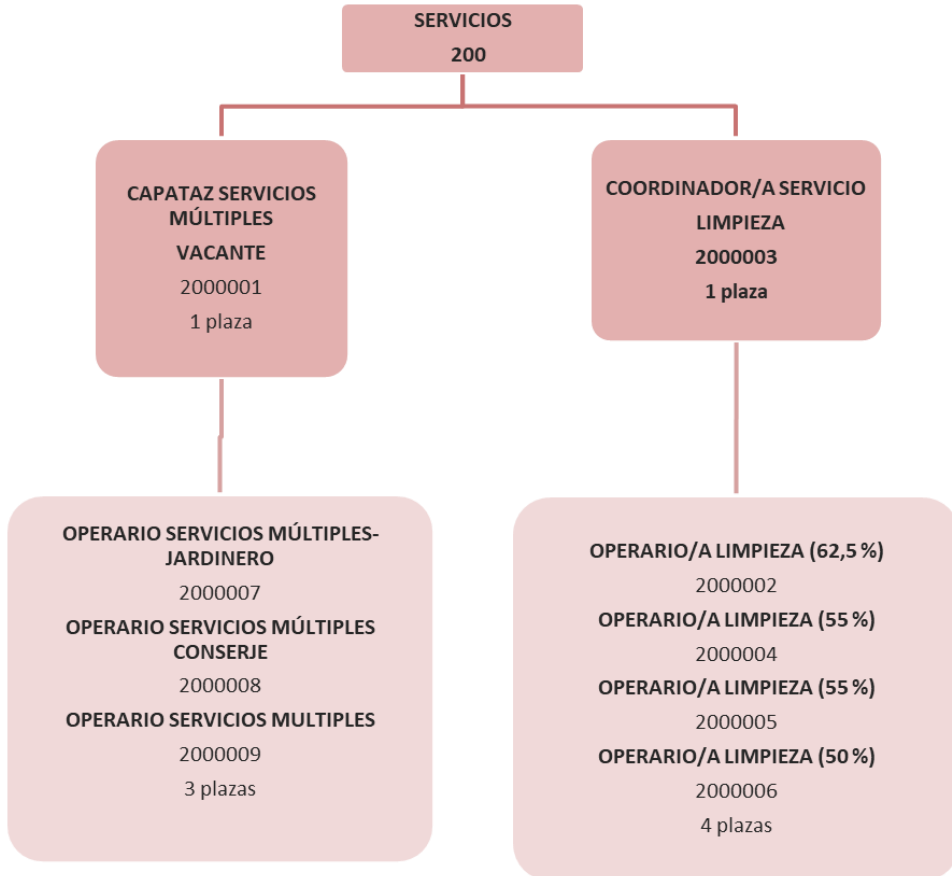 SERVICIOS
200
CAPATAZ SERVICIOS
MÚLTIPLES
VACANTE
2000001
1 plaza
COORDINADOR/A SERVICIO
LIMPIEZA
2000003
1 plaza
OPERARIO SERVICIOS MÚLTIPLES-
JARDINERO
2000007
OPERARIO SERVICIOS MÚLTIPLES
CONSERJE
2000008
OPERARIO SERVICIOS MULTIPLES
2000009
3 plazas
OPERARIO/A LIMPIEZA (62,5 %)
2000002
OPERARIO/A LIMPIEZA (55 %)
2000004
OPERARIO/A LIMPIEZA (55 %)
2000005
OPERARIO/A LIMPIEZA (50 %)
2000006
4 plazas